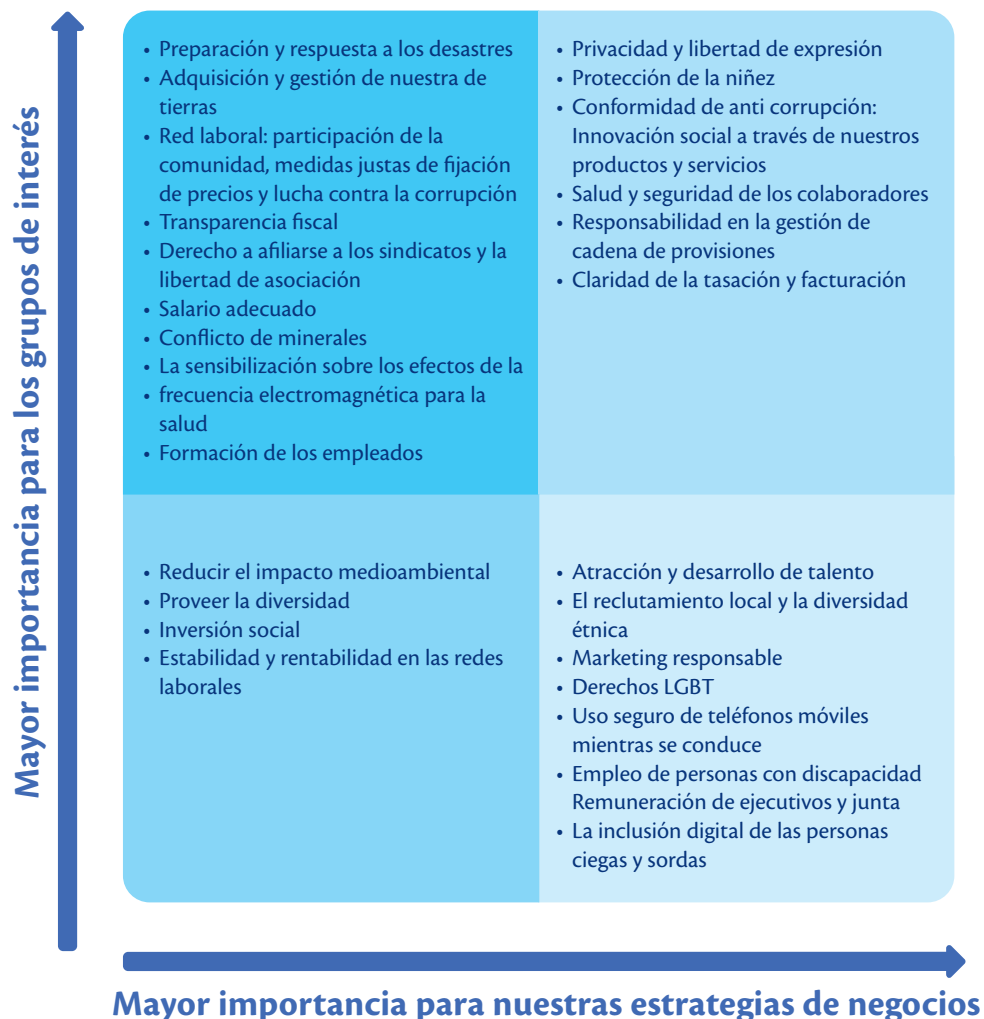 Mayor importancia para los grupos de interés
• Preparación y respuesta a los desastres
• Adquisición y gestión de nuestra de
tierras
• Red laboral: participación de la
comunidad, medidas justas de fijación
de precios y lucha contra la corrupción
• Transparencia fiscal
• Derecho a afiliarse a los sindicatos y la
libertad de asociación
• Salario adecuado
• Conflicto de minerales
• La sensibilización sobre los efectos de la
• frecuencia electromagnética para la
salud
• Formación de los empleados
• Privacidad y libertad de expresión
• Protección de la niñez
• Conformidad de anti corrupción:
Innovación social a través de nuestros
productos y servicios
• Salud y seguridad de los colaboradores
• Responsabilidad en la gestión de
cadena de provisiones
• Claridad de la tasación y facturación
• Reducir el impacto medioambiental
• Proveer la diversidad
• Inversión social
• Estabilidad y rentabilidad en las redes
laborales
• Atracción y desarrollo de talento
• El reclutamiento local y la diversidad
étnica
• Marketing responsable
• Derechos LGBT
• Uso seguro de teléfonos móviles
mientras se conduce
• Empleo de personas con discapacidad
Remuneración de ejecutivos y junta
• La inclusión digital de las personas
ciegas y sordas
Mayor importancia para nuestras estrategias de negocios